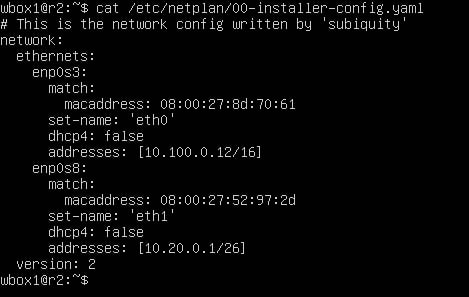 wbox1@r2:~$ cat /etc/netplan/00-installer-config.yaml
# This is the network config written by 'subiquity'
network:
  ethernets:
    enp0s3:
      match:
        macaddress: 08:00:27:8d:70:61
      set-name: 'eth0'
      dhcp4: false
      addresses: [10.100.0.12/16]
    enp0s8:
      match:
        macaddress: 08:00:27:52:97:2d
      set-name: 'eth1'
      dhcp4: false
      addresses: [10.20.0.1/26]
  version: 2
wbox1@r2:~$